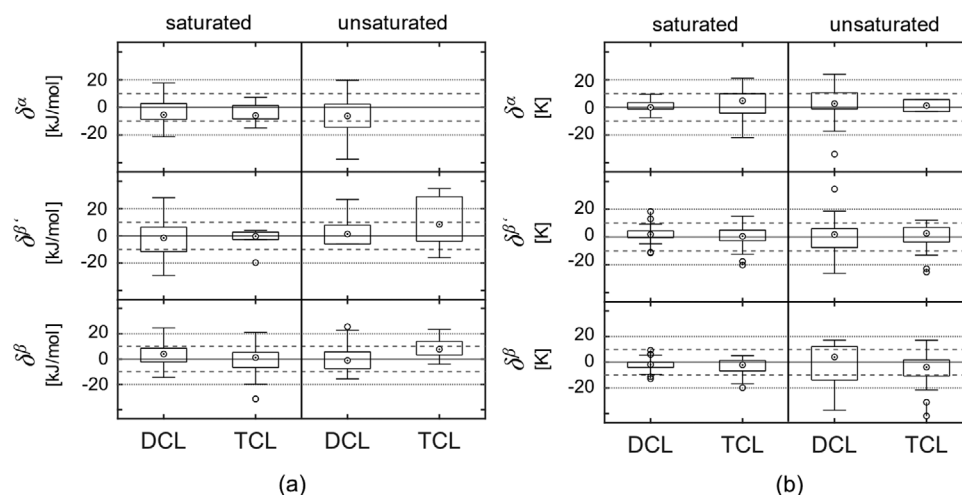 saturated unsaturated
δα [kJ/mol]
20
0
-20
δβ‘ [kJ/mol]
20
0
-20
δβ [kJ/mol]
20
0
-20
DCL TCL DCL TCL
(a)
saturated unsaturated
δα [K]
20
0
-20
δβ‘ [K]
20
0
-20
δβ [K]
20
0
-20
DCL TCL DCL TCL
(b)